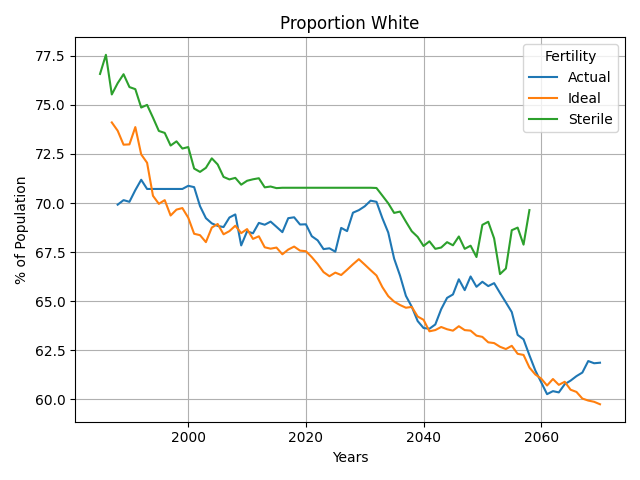 Proportion White
Fertility
Actual
Ideal
Sterile
% of Population
77.5
75.0
72.5
70.0
67.5
65.0
62.5
60.0
2000 2020 2040 2060
Years